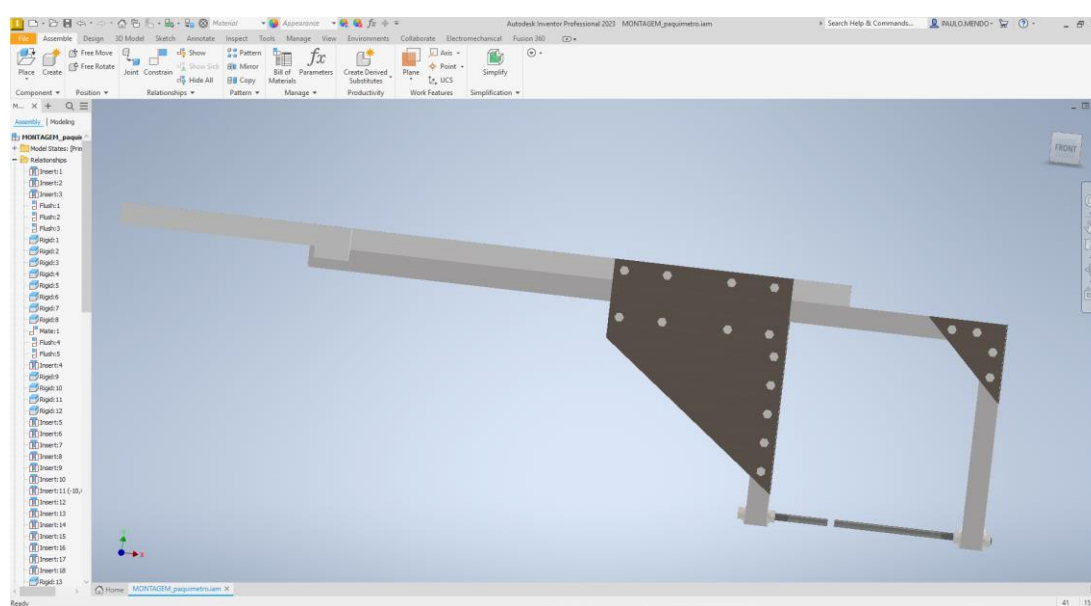 Material
Appearance
fx
Autodesk Inventor Professional 2023 MONTAGEM_paquimetro.iam
Search Help & Commands...
PAULO.MENDO
File Assemble Design 3D Model Sketch Annotate Inspect Tools Manage View Environments Collaborate Electromechanical Fusion 360
Free Move
Free Rotate
Place Create
Component Position
Joint Constrain
Show
Show Sick
Hide All
Relationships
Pattern
Mirror
Copy
Pattern
Bill of Materials
fx
Parameters
Manage
Create Derived Substitutes
Productivity
Plane
Axis
Point
UCS
Work Features
Simplify
Simplification
Assembly Modeling
Model States:
Relationships
Insert:1
Insert:2
Insert:3
Flush:1
Flush:2
Flush:3
Rigid:1
Rigid:2
Rigid:3
Rigid:4
Rigid:5
Rigid:6
Rigid:7
Rigid:8
Mate:1
Flush:4
Flush:5
Insert:4
Rigid:9
Rigid:10
Rigid:11
Rigid:12
Insert:5
Insert:6
Insert:7
Insert:8
Insert:9
Insert:10
Insert:11
Insert:12
Insert:13
Insert:14
Insert:15
Insert:16
Insert:17
Insert:18
Rigid:13
FRONT
X
Home MONTAGEM_paquimetro.iam
Ready
41